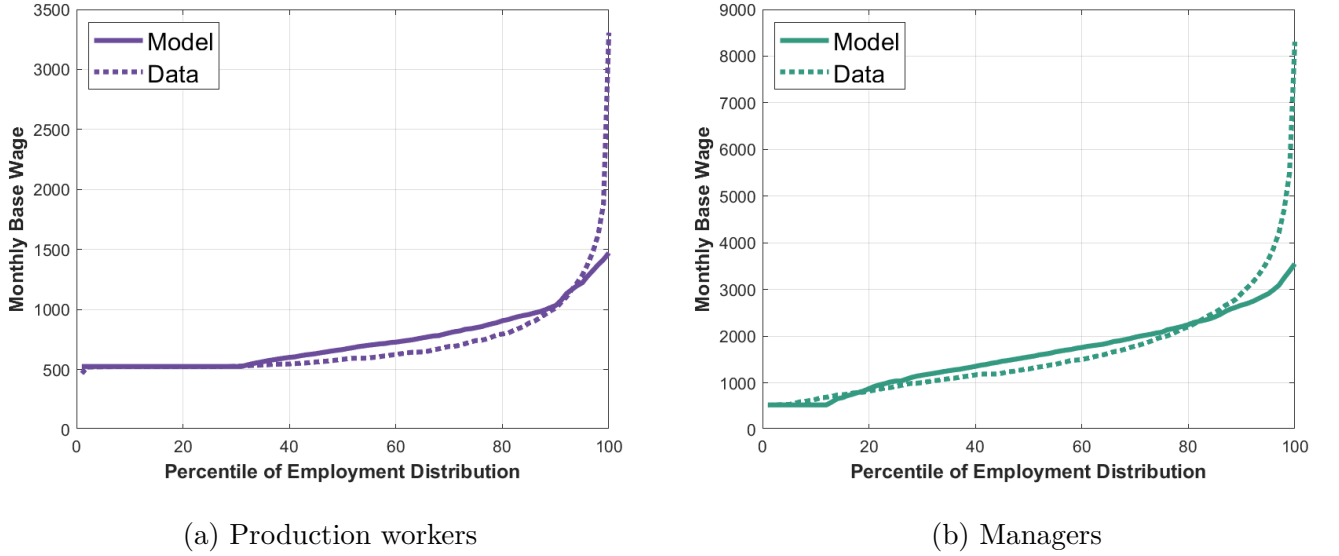 3500
3000
2500
2000
1500
1000
500
0
Monthly Base Wage
Model
Data
0 20 40 60 80 100
Percentile of Employment Distribution
(a) Production workers
9000
8000
7000
6000
5000
4000
3000
2000
1000
0
Monthly Base Wage
Model
Data
0 20 40 60 80 100
Percentile of Employment Distribution
(b) Managers